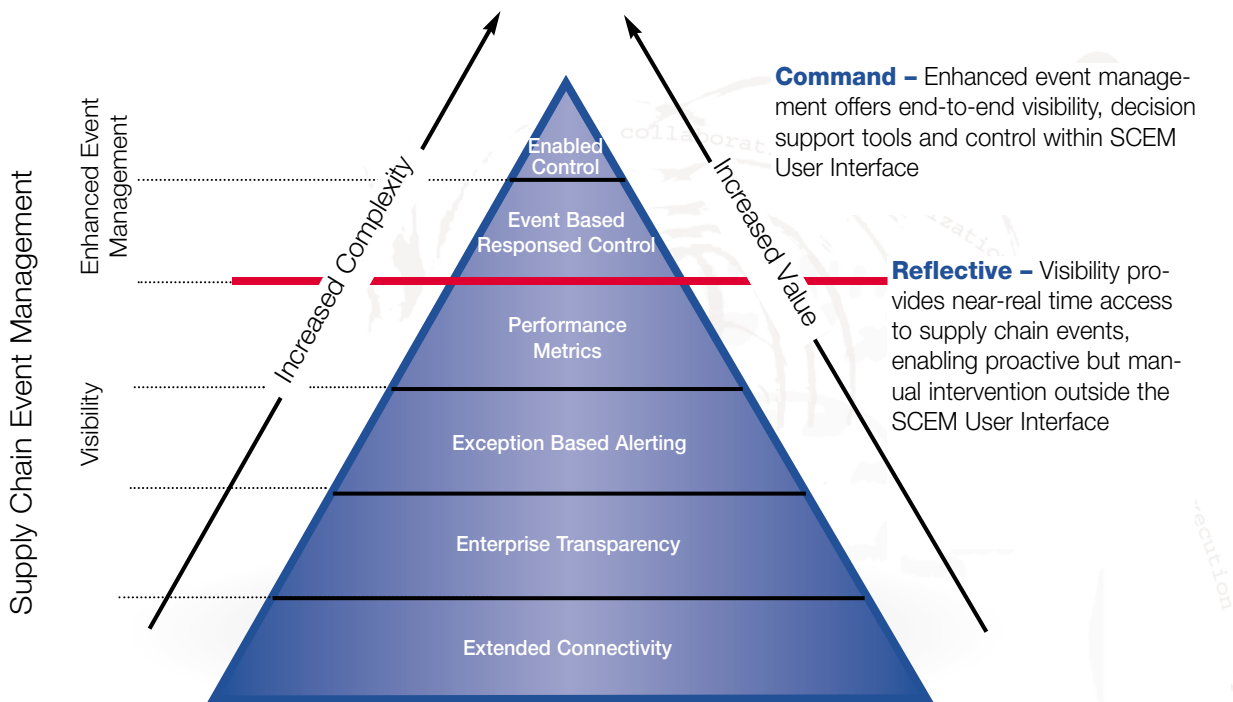 Supply Chain Event Management
Enhanced Event
Management
Visibility
Increased Complexity
Increased Value
Enabled
Control
Event Based
Responsed Control
Performance
Metrics
Exception Based Alerting
Enterprise Transparency
Extended Connectivity
Command – Enhanced event manage-
ment offers end-to-end visibility, decision
support tools and control within SCEM
User Interface
Reflective – Visibility pro-
vides near-real time access
to supply chain events,
enabling proactive but man-
ual intervention outside the
SCEM User Interface
collaborat
ization
xecution